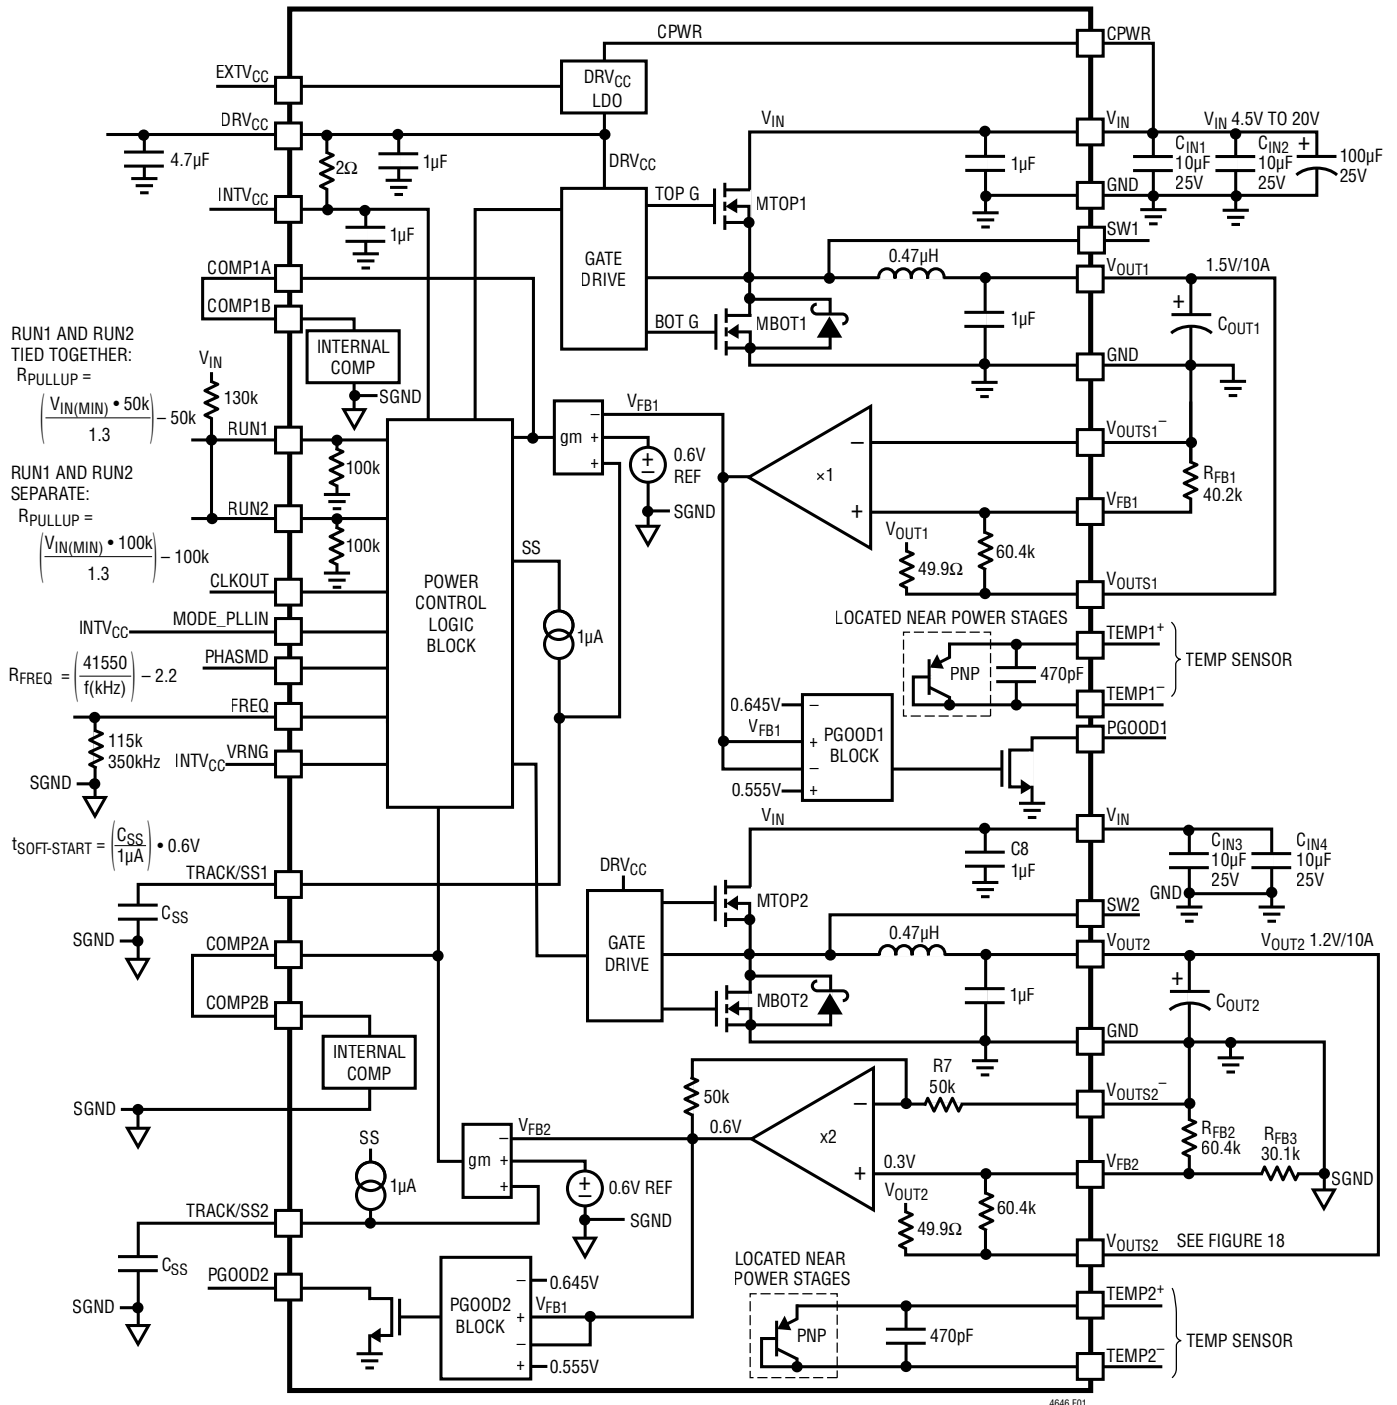 CPWR
CPWR
EXTVCC
DRVCC
LDO
DRVCC
4.7µF
2Ω
1µF
DRVCC
VIN
VIN
VIN 4.5V TO 20V
1µF
CIN1
10µF
25V
CIN2
10µF
25V
+
100µF
25V
INTVCC
1µF
TOP G
MTOP1
GND
SW1
GATE
DRIVE
COMP1A
COMP1B
0.47µH
VOUT1
1.5V/10A
+
COUT1
BOT G
MBOT1
1µF
GND
INTERNAL
COMP
SGND
RUN1 AND RUN2
TIED TOGETHER:
RPULLUP =
(VIN(MIN) • 50k / 1.3) – 50k
VIN
130k
RUN1
100k
RUN1 AND RUN2
SEPARATE:
RPULLUP =
(VIN(MIN) • 100k / 1.3) – 100k
RUN2
100k
gm
–
+
+
VFB1
+
–
0.6V
REF
SGND
–
×1
+
VOUTS1–
RFB1
40.2k
VFB1
VOUT1
49.9Ω
60.4k
VOUTS1
POWER
CONTROL
LOGIC
BLOCK
SS
1µA
CLKOUT
INTVCC
MODE_PLLIN
PHASMD
RFREQ = (41550 / f(kHz)) – 2.2
FREQ
115k
350kHz
SGND
INTVCC
VRNG
LOCATED NEAR POWER STAGES
PNP
470pF
TEMP1+
TEMP SENSOR
TEMP1–
0.645V
–
VFB1
+
–
0.555V
+
PGOOD1
BLOCK
PGOOD1
tSOFT-START = (CSS / 1µA) • 0.6V
TRACK/SS1
CSS
SGND
VIN
C8
1µF
VIN
CIN3
10µF
25V
CIN4
10µF
25V
GND
DRVCC
GATE
DRIVE
MTOP2
SW2
0.47µH
VOUT2
VOUT2 1.2V/10A
COMP2A
COMP2B
MBOT2
1µF
+
COUT2
GND
INTERNAL
COMP
SGND
R7
50k
50k
–
x2
+
0.6V
0.3V
VOUTS2–
RFB2
60.4k
RFB3
30.1k
VFB2
SGND
VFB2
gm
–
+
+
+
–
0.6V REF
SGND
SS
1µA
TRACK/SS2
CSS
SGND
VOUT2
49.9Ω
60.4k
VOUTS2
SEE FIGURE 18
PGOOD2
PGOOD2
BLOCK
–
0.645V
VFB1
+
–
+
0.555V
LOCATED NEAR
POWER STAGES
PNP
470pF
TEMP2+
TEMP SENSOR
TEMP2–
4646 F01